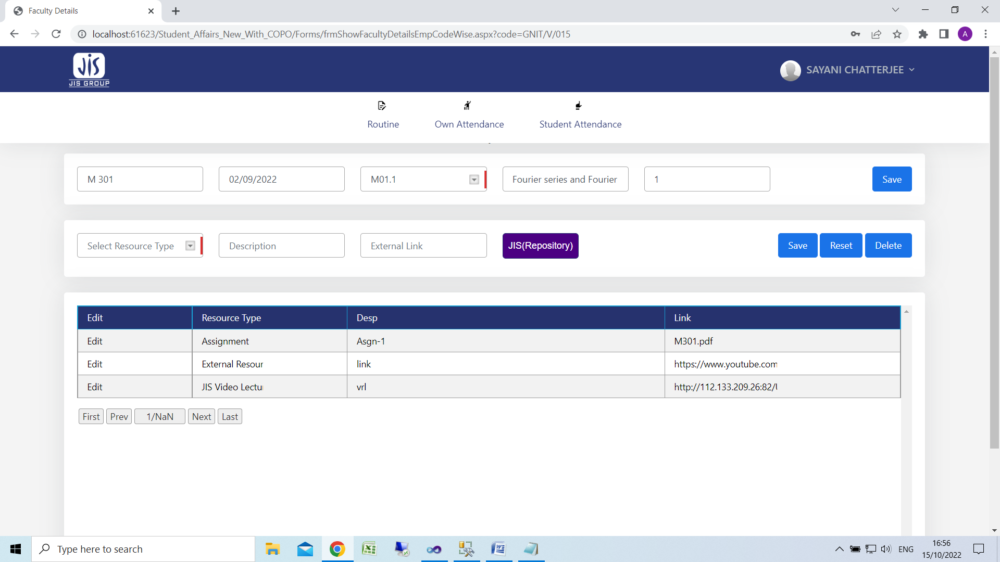 Faculty Details
localhost:61623/Student_Affairs_New_With_COPO/Forms/frmShowFacultyDetailsEmpCodeWise.aspx?code=GNIT/V/015
A
JIS
JIS GROUP
SAYANI CHATTERJEE
Routine Own Attendance Student Attendance
M 301 02/09/2022 M01.1 Fourier series and Fourier 1 Save
Select Resource Type Description External Link JIS(Repository) Save Reset Delete
Edit Resource Type Desp Link
Edit Assignment Asgn-1 M301.pdf
Edit External Resour link https://www.youtube.com
Edit JIS Video Lectu vrl http://112.133.209.26:82/
First Prev 1/NaN Next Last
Type here to search
ENG
16:56
15/10/2022